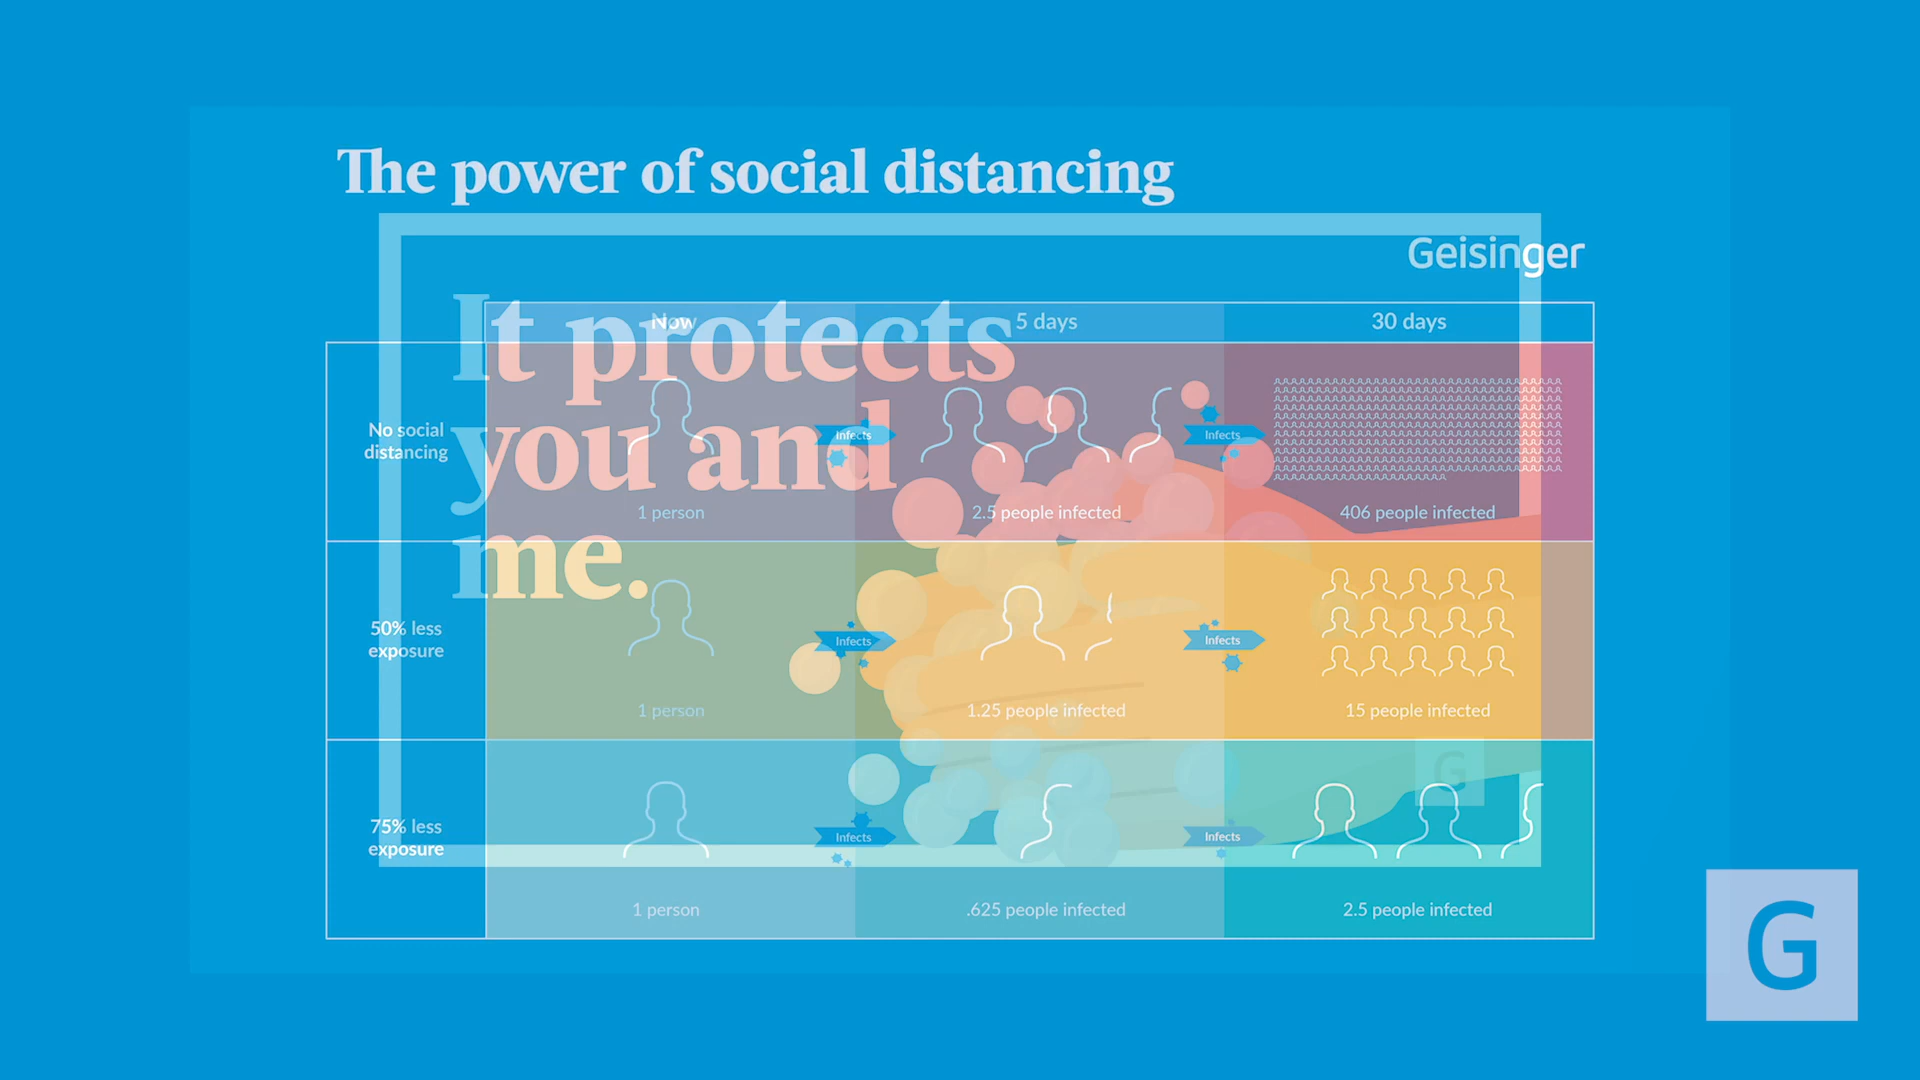 The power of social distancing
Geisinger
It protects
you and
me.
Now
5 days
30 days
No social
distancing
Infects
Infects
1 person
2.5 people infected
406 people infected
50% less
exposure
Infects
Infects
1 person
1.25 people infected
15 people infected
75% less
exposure
Infects
Infects
1 person
.625 people infected
2.5 people infected
G
G